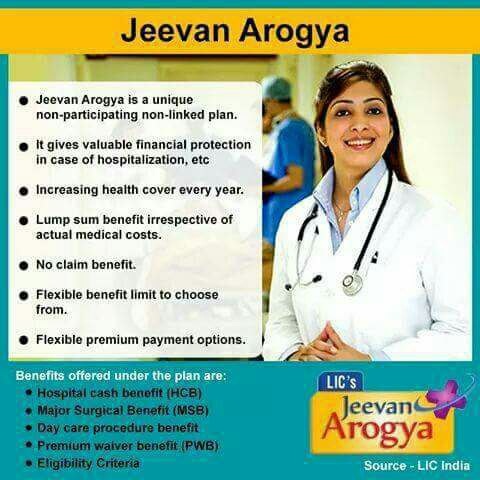 Jeevan Arogya
● Jeevan Arogya is a unique
non-participating non-linked plan.
● It gives valuable financial protection
in case of hospitalization, etc
● Increasing health cover every year.
● Lump sum benefit irrespective of
actual medical costs.
● No claim benefit.
● Flexible benefit limit to choose
from.
● Flexible premium payment options.
Benefits offered under the plan are:
● Hospital cash benefit (HCB)
● Major Surgical Benefit (MSB)
● Day care procedure benefit
● Premium waiver benefit (PWB)
● Eligibility Criteria
LIC's
Jeevan
Arogya
Source - LIC India